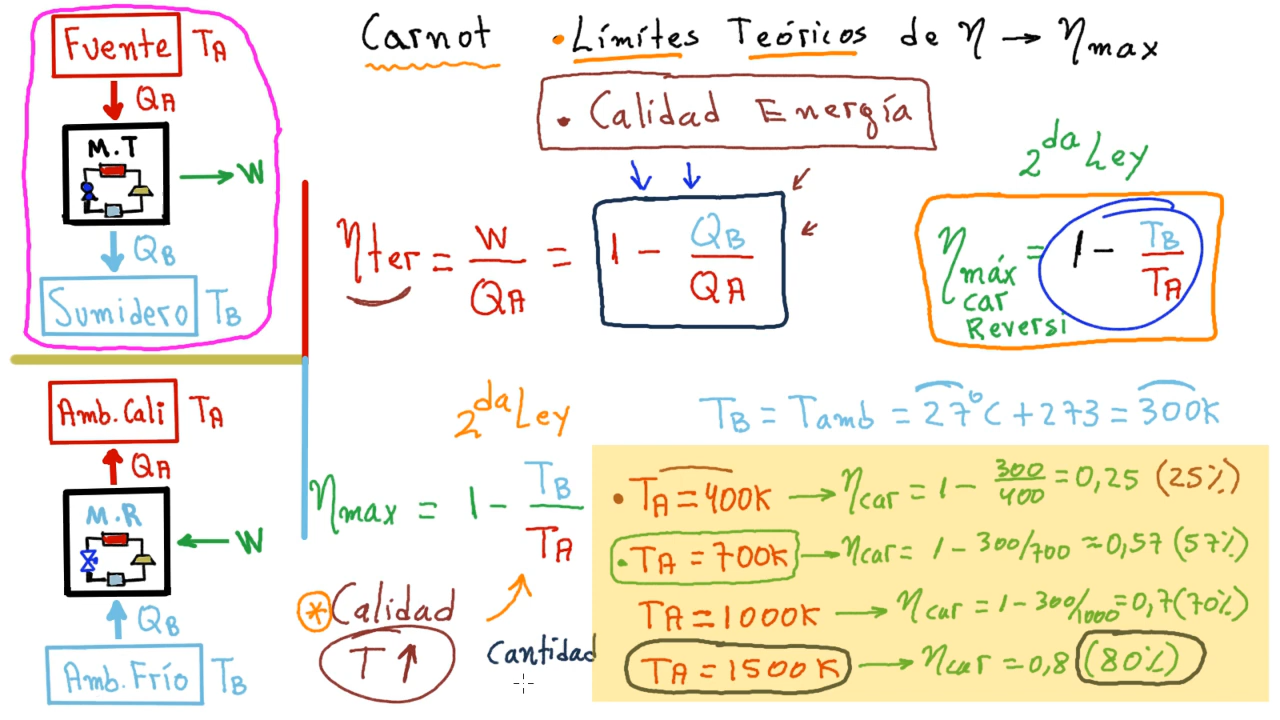 Carnot • Límites Teóricos de η → ηmax
• Calidad Energía
Fuente TA
QA
M.T
W
QB
Sumidero TB
ηter = W/QA = 1 - QB/QA
2da Ley
ηmáx car Reversi = 1 - TB/TA
Amb. Cali TA
QA
M.R
W
QB
Amb. Frío TB
2da Ley
ηmax = 1 - TB/TA
* Calidad
T ↑
Cantidad
TB = Tamb = 27°C + 273 = 300K
• TA = 400K → ηcar = 1 - 300/400 = 0,25 (25%)
• TA = 700K → ηcar = 1 - 300/700 ≈ 0,57 (57%)
TA = 1000K → ηcar = 1 - 300/1000 = 0,7 (70%)
TA = 1500K → ηcar = 0,8 (80%)